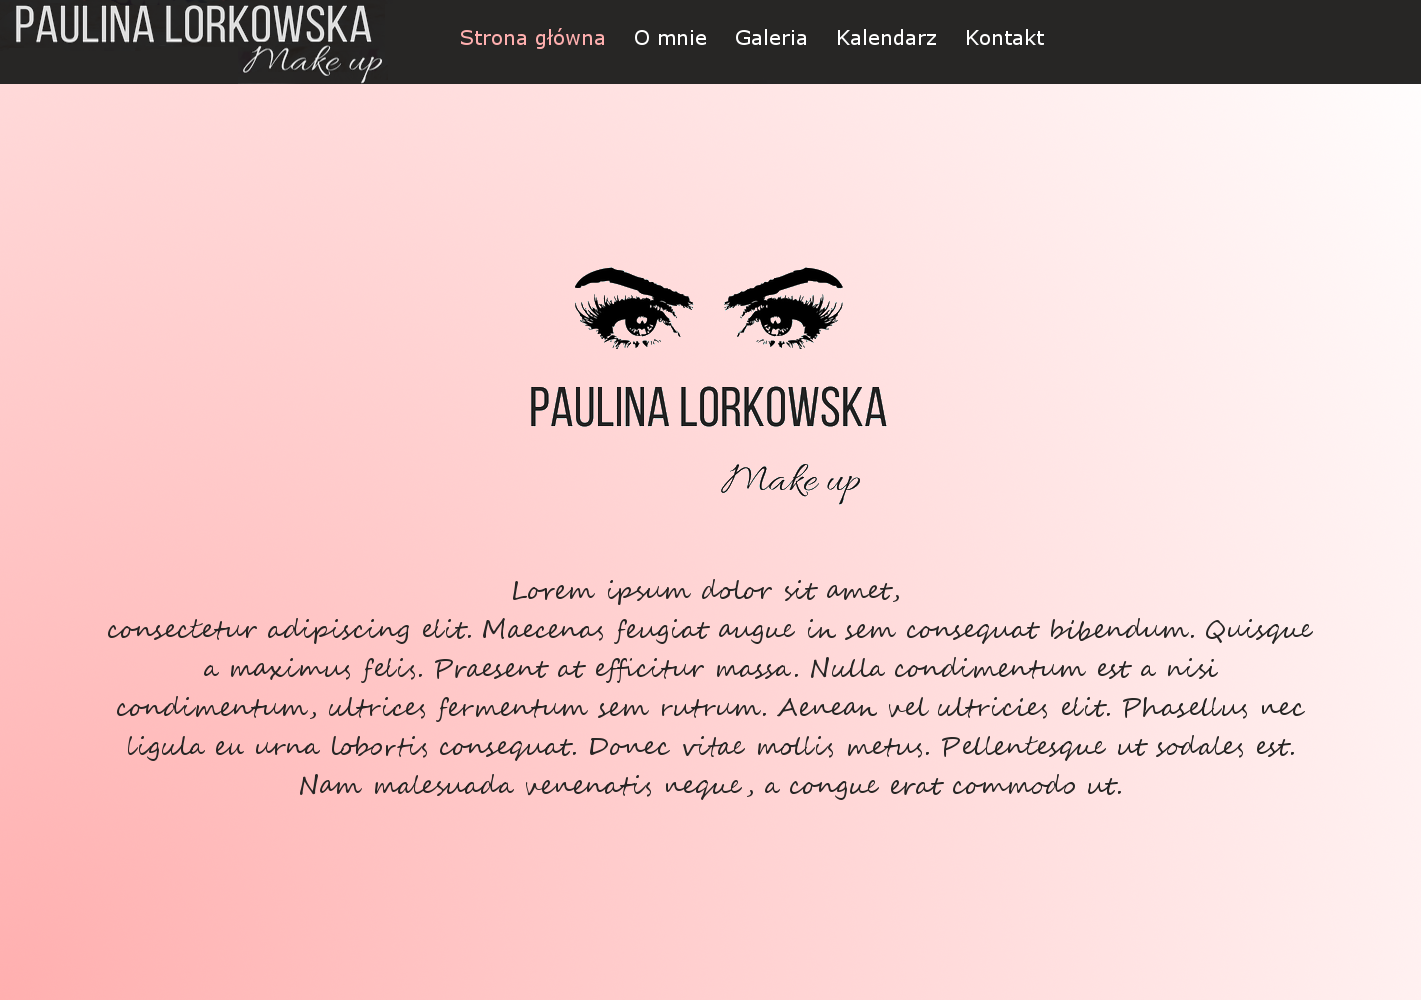 PAULINA LORKOWSKA
Make up
Strona główna O mnie Galeria Kalendarz Kontakt
PAULINA LORKOWSKA
Make up
Lorem ipsum dolor sit amet,
consectetur adipiscing elit. Maecenas feugiat augue in sem consequat bibendum. Quisque
a maximus felis. Praesent at efficitur massa. Nulla condimentum est a nisi
condimentum, ultrices fermentum sem rutrum. Aenean vel ultricies elit. Phasellus nec
ligula eu urna lobortis consequat. Donec vitae mollis metus. Pellentesque ut sodales est.
Nam malesuada venenatis neque, a congue erat commodo ut.